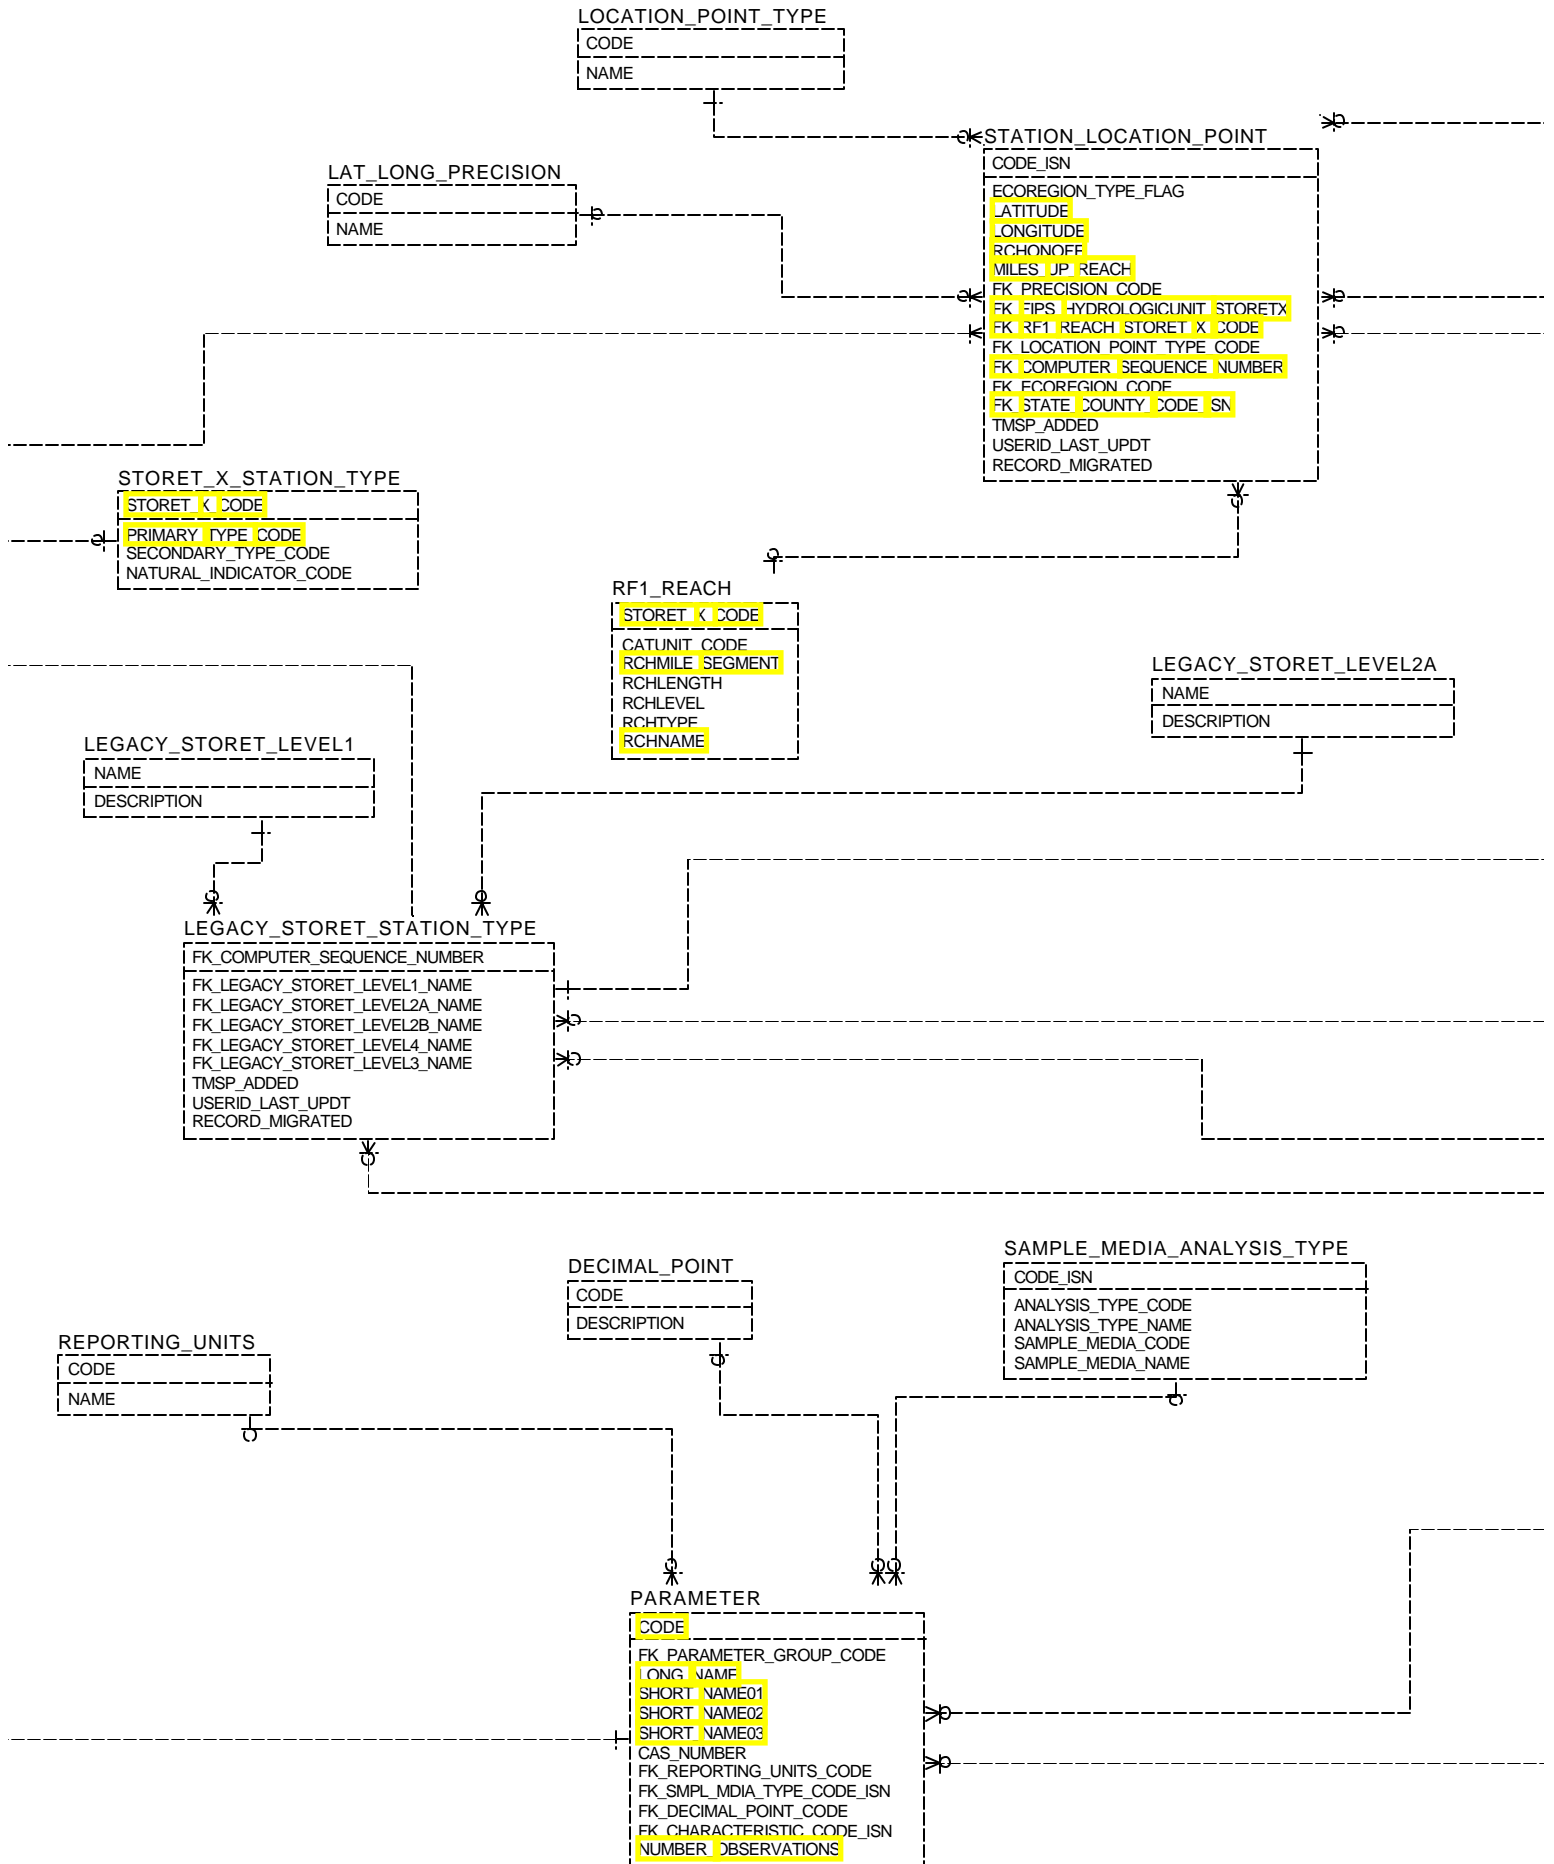 LOCATION_POINT_TYPE
CODE
NAME
STATION_LOCATION_POINT
CODE_ISN
ECOREGION_TYPE_FLAG
LATITUDE
LONGITUDE
RCHONOFF
MILES_UP_REACH
FK_PRECISION_CODE
FK_FIPS_HYDROLOGICUNIT_STORETX
FK_RF1_REACH_STORET_X_CODE
FK_LOCATION_POINT_TYPE_CODE
FK_COMPUTER_SEQUENCE_NUMBER
FK_ECOREGION_CODE
FK_STATE_COUNTY_CODE_ISN
TMSP_ADDED
USERID_LAST_UPDT
RECORD_MIGRATED
LAT_LONG_PRECISION
CODE
NAME
STORET_X_STATION_TYPE
STORET_X_CODE
PRIMARY_TYPE_CODE
SECONDARY_TYPE_CODE
NATURAL_INDICATOR_CODE
RF1_REACH
STORET_X_CODE
CATUNIT_CODE
RCHMILE_SEGMENT
RCHLENGTH
RCHLEVEL
RCHTYPE
RCHNAME
LEGACY_STORET_LEVEL2A
NAME
DESCRIPTION
LEGACY_STORET_LEVEL1
NAME
DESCRIPTION
LEGACY_STORET_STATION_TYPE
FK_COMPUTER_SEQUENCE_NUMBER
FK_LEGACY_STORET_LEVEL1_NAME
FK_LEGACY_STORET_LEVEL2A_NAME
FK_LEGACY_STORET_LEVEL2B_NAME
FK_LEGACY_STORET_LEVEL4_NAME
FK_LEGACY_STORET_LEVEL3_NAME
TMSP_ADDED
USERID_LAST_UPDT
RECORD_MIGRATED
SAMPLE_MEDIA_ANALYSIS_TYPE
CODE_ISN
ANALYSIS_TYPE_CODE
ANALYSIS_TYPE_NAME
SAMPLE_MEDIA_CODE
SAMPLE_MEDIA_NAME
DECIMAL_POINT
CODE
DESCRIPTION
REPORTING_UNITS
CODE
NAME
PARAMETER
CODE
FK_PARAMETER_GROUP_CODE
LONG_NAME
SHORT_NAME01
SHORT_NAME02
SHORT_NAME03
CAS_NUMBER
FK_REPORTING_UNITS_CODE
FK_SMPL_MDIA_TYPE_CODE_ISN
FK_DECIMAL_POINT_CODE
FK_CHARACTERISTIC_CODE_ISN
NUMBER_OBSERVATIONS